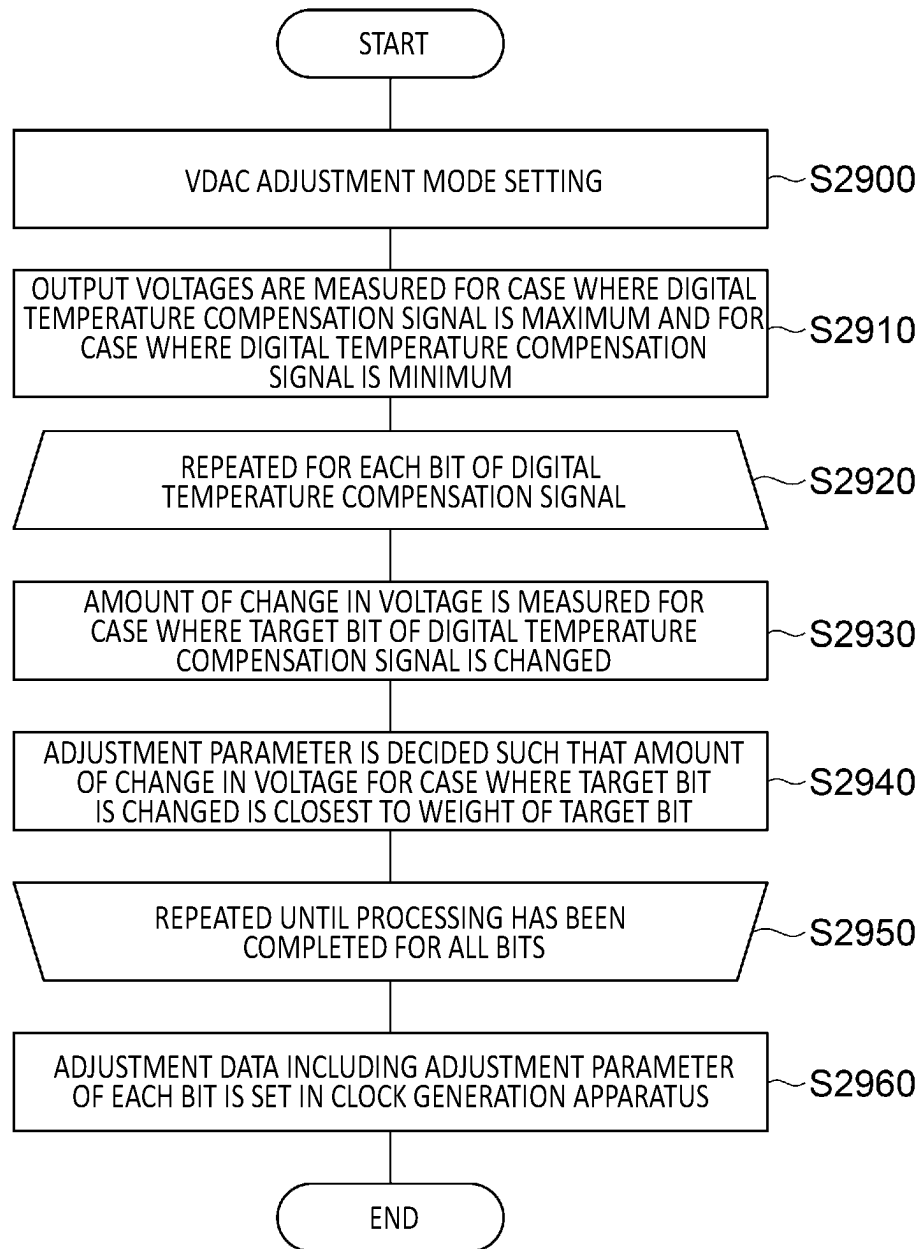 START
VDAC ADJUSTMENT MODE SETTING
S2900
OUTPUT VOLTAGES ARE MEASURED FOR CASE WHERE DIGITAL
TEMPERATURE COMPENSATION SIGNAL IS MAXIMUM AND FOR
CASE WHERE DIGITAL TEMPERATURE COMPENSATION
SIGNAL IS MINIMUM
S2910
REPEATED FOR EACH BIT OF DIGITAL
TEMPERATURE COMPENSATION SIGNAL
S2920
AMOUNT OF CHANGE IN VOLTAGE IS MEASURED FOR
CASE WHERE TARGET BIT OF DIGITAL TEMPERATURE
COMPENSATION SIGNAL IS CHANGED
S2930
ADJUSTMENT PARAMETER IS DECIDED SUCH THAT AMOUNT
OF CHANGE IN VOLTAGE FOR CASE WHERE TARGET BIT
IS CHANGED IS CLOSEST TO WEIGHT OF TARGET BIT
S2940
REPEATED UNTIL PROCESSING HAS BEEN
COMPLETED FOR ALL BITS
S2950
ADJUSTMENT DATA INCLUDING ADJUSTMENT PARAMETER
OF EACH BIT IS SET IN CLOCK GENERATION APPARATUS
S2960
END